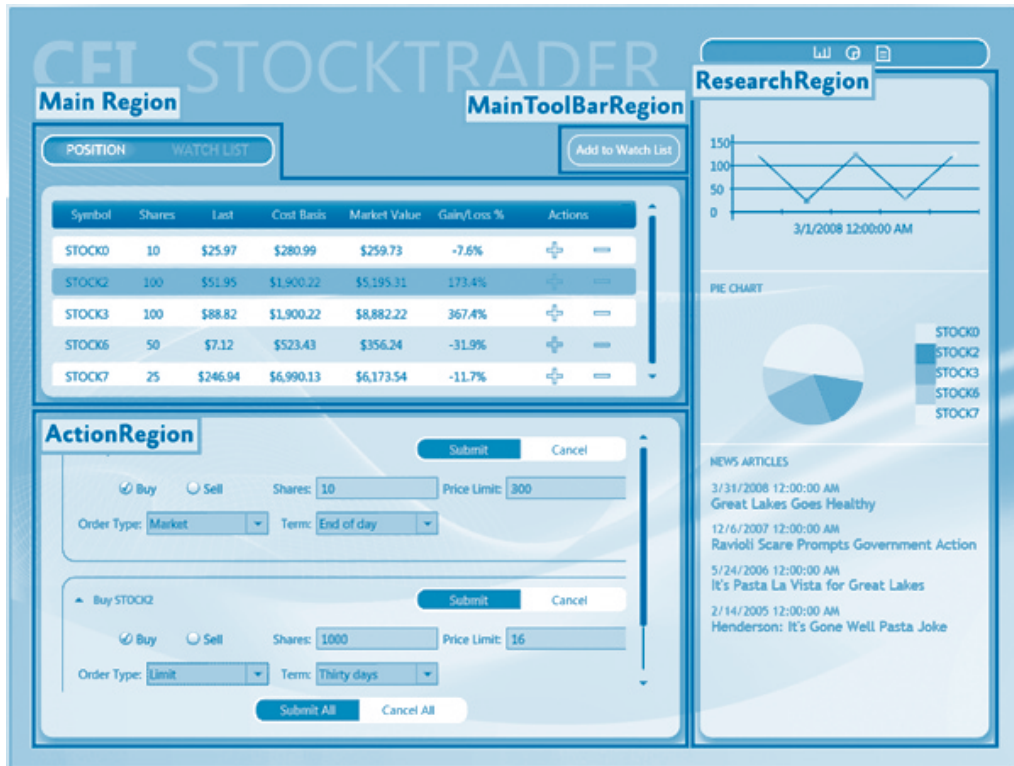 CFI STOCKTRADER
Main Region
MainToolBarRegion
ResearchRegion
POSITION WATCH LIST
Add to Watch List
Symbol Shares Last Cost Basis Market Value Gain/Loss % Actions
STOCK0 10 $25.97 $280.99 $259.73 -7.6%
STOCK2 100 $51.95 $1,900.22 $5,195.31 173.4%
STOCK3 100 $88.82 $1,900.22 $8,882.22 367.4%
STOCK6 50 $7.12 $523.43 $356.24 -31.9%
STOCK7 25 $246.94 $6,990.13 $6,173.54 -11.7%
ActionRegion
Submit Cancel
Buy Sell Shares: 10 Price Limit: 300
Order Type: Market Term: End of day
Buy STOCK2 Submit Cancel
Buy Sell Shares: 1000 Price Limit: 16
Order Type: Limit Term: Thirty days
Submit All Cancel All
150
100
50
0
3/1/2008 12:00:00 AM
PIE CHART
STOCK0
STOCK2
STOCK3
STOCK6
STOCK7
NEWS ARTICLES
3/31/2008 12:00:00 AM
Great Lakes Goes Healthy
12/6/2007 12:00:00 AM
Ravioli Scare Prompts Government Action
5/24/2006 12:00:00 AM
It's Pasta La Vista for Great Lakes
2/14/2005 12:00:00 AM
Henderson: It's Gone Well Pasta Joke